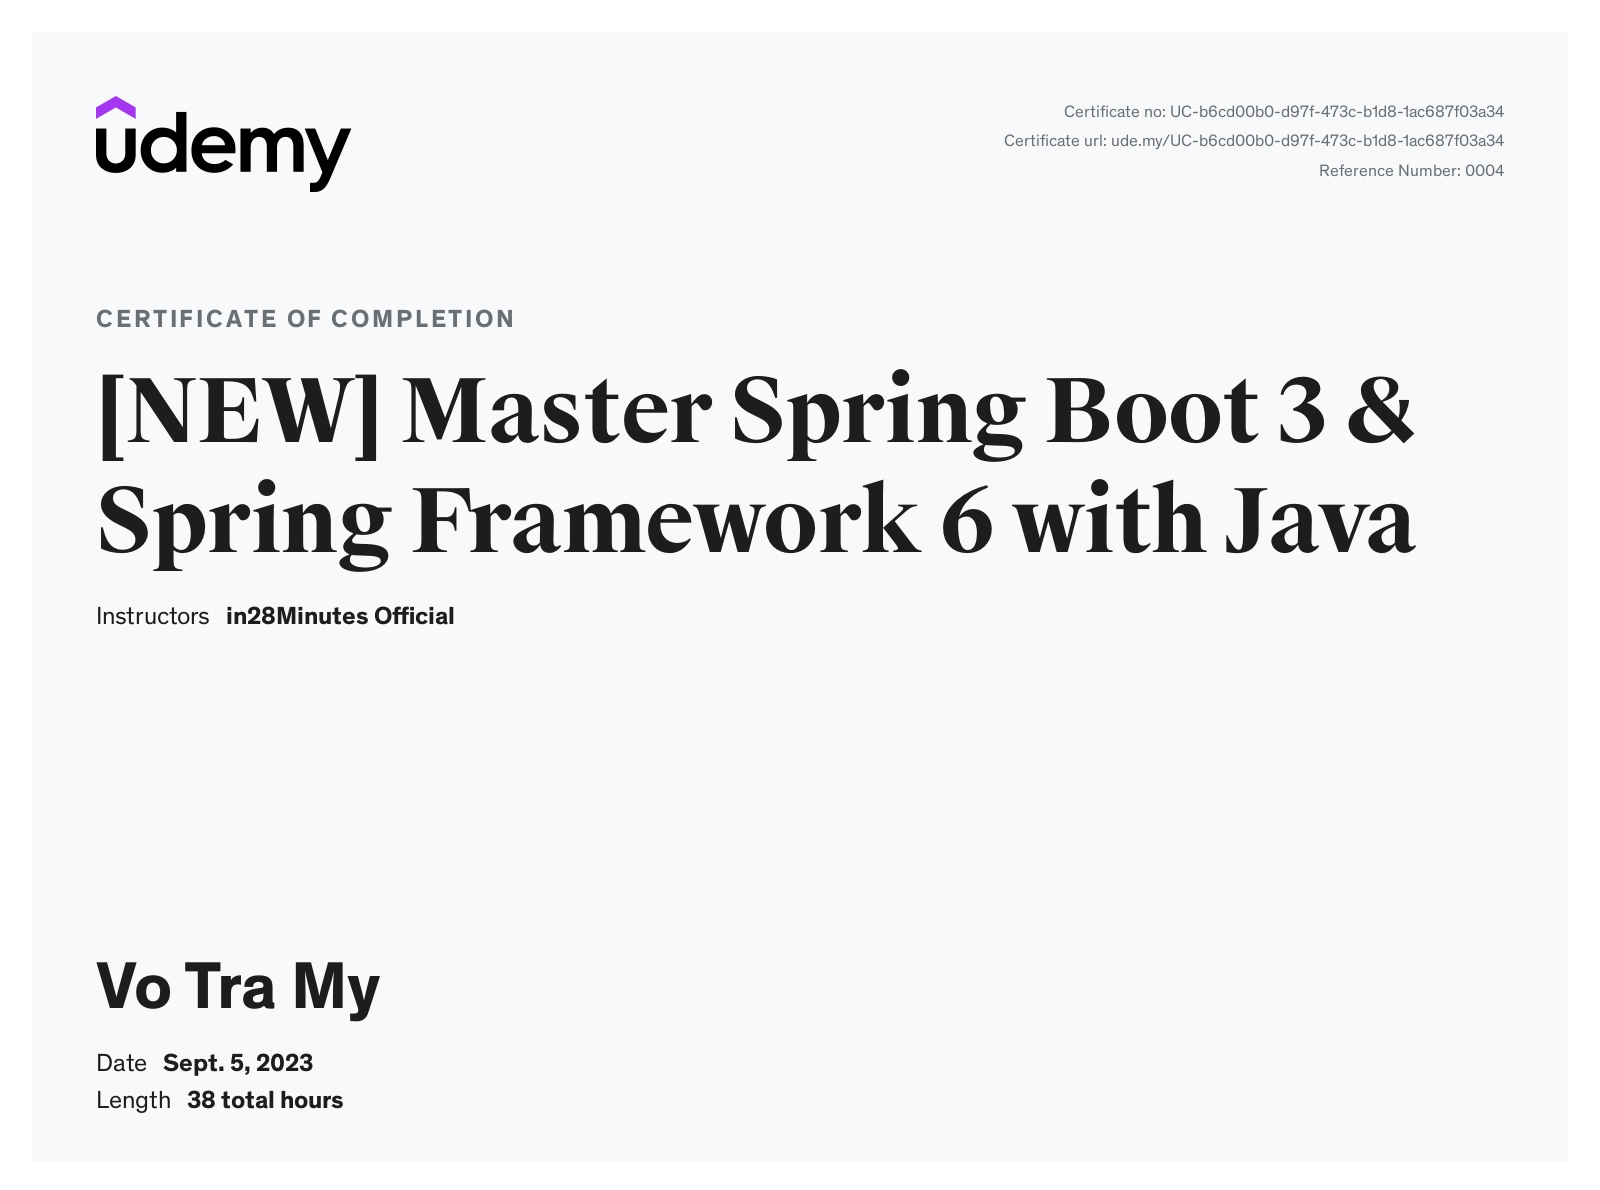 udemy
Certificate no: UC-b6cd00b0-d97f-473c-b1d8-1ac687f03a34
Certificate url: ude.my/UC-b6cd00b0-d97f-473c-b1d8-1ac687f03a34
Reference Number: 0004
CERTIFICATE OF COMPLETION
[NEW] Master Spring Boot 3 &
Spring Framework 6 with Java
Instructors in28Minutes Official
Vo Tra My
Date Sept. 5, 2023
Length 38 total hours